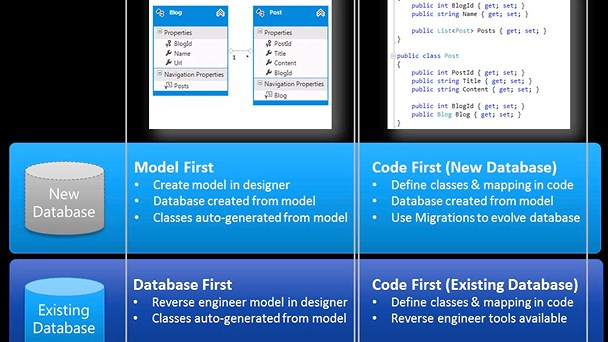 Blog
Properties
BlogId
Name
Url
Navigation Properties
Posts
1
*
Post
Properties
PostId
Title
Content
BlogId
Navigation Properties
Blog
public int BlogId { get; set; }
public string Name { get; set; }
public List<Post> Posts { get; set; }
}
public class Post
{
public int PostId { get; set; }
public string Title { get; set; }
public string Content { get; set; }
public int BlogId { get; set; }
public Blog Blog { get; set; }
}
New
Database
Model First
• Create model in designer
• Database created from model
• Classes auto-generated from model
Code First (New Database)
• Define classes & mapping in code
• Database created from model
• Use Migrations to evolve database
Existing
Database
Database First
• Reverse engineer model in designer
• Classes auto-generated from model
Code First (Existing Database)
• Define classes & mapping in code
• Reverse engineer tools available